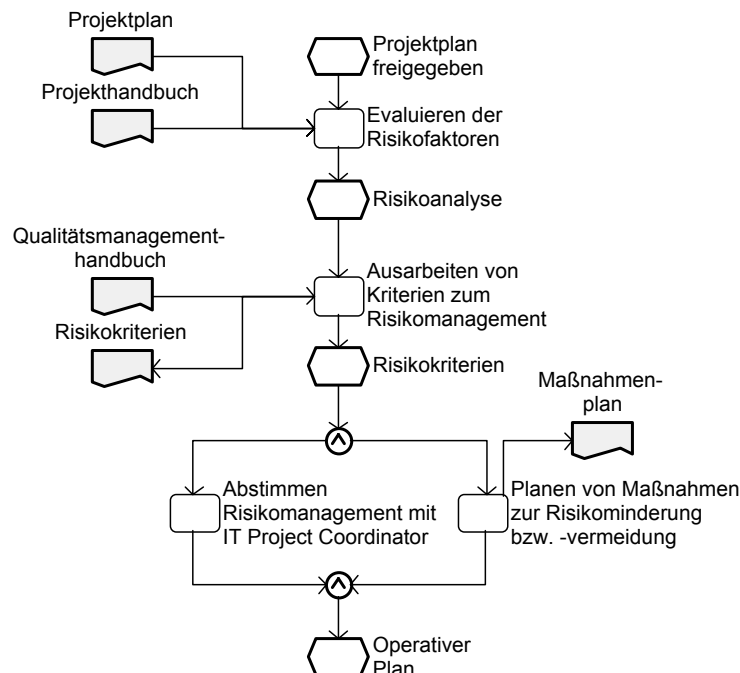 Projektplan
Projektplan
freigegeben
Projekthandbuch
Evaluieren der
Risikofaktoren
Risikoanalyse
Qualitätsmanagement-
handbuch
Ausarbeiten von
Kriterien zum
Risikomanagement
Risikokriterien
Risikokriterien
Maßnahmen-
plan
Abstimmen
Risikomanagement mit
IT Project Coordinator
Planen von Maßnahmen
zur Risikominderung
bzw. -vermeidung
Operativer
Plan